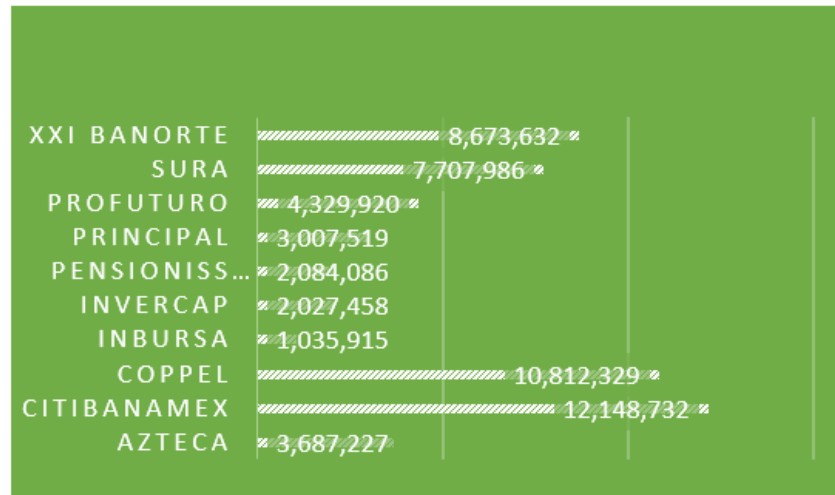 XXI BANORTE 8,673,632
SURA 7,707,986
PROFUTURO 4,329,920
PRINCIPAL 3,007,519
PENSIONISS... 2,084,086
INVERCAP 2,027,458
INBURSA 1,035,915
COPPEL 10,812,329
CITIBANAMEX 12,148,732
AZTECA 3,687,227